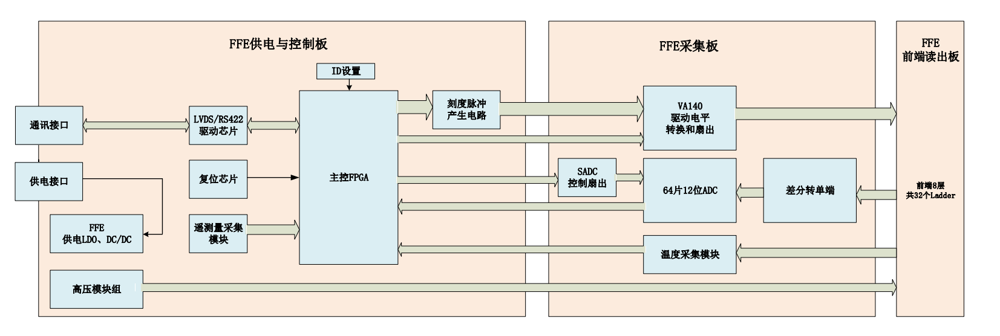 FFE供电与控制板
FFE采集板
FFE
前端读出板
ID设置
刻度脉冲
产生电路
VA140
驱动电平
转换和扇出
通讯接口
LVDS/RS422
驱动芯片
主控FPGA
供电接口
复位芯片
SADC
控制扇出
64片12位ADC
差分转单端
前端8层
共32个Ladder
FFE
供电LDO、DC/DC
遥测量采集
模块
温度采集模块
高压模块组